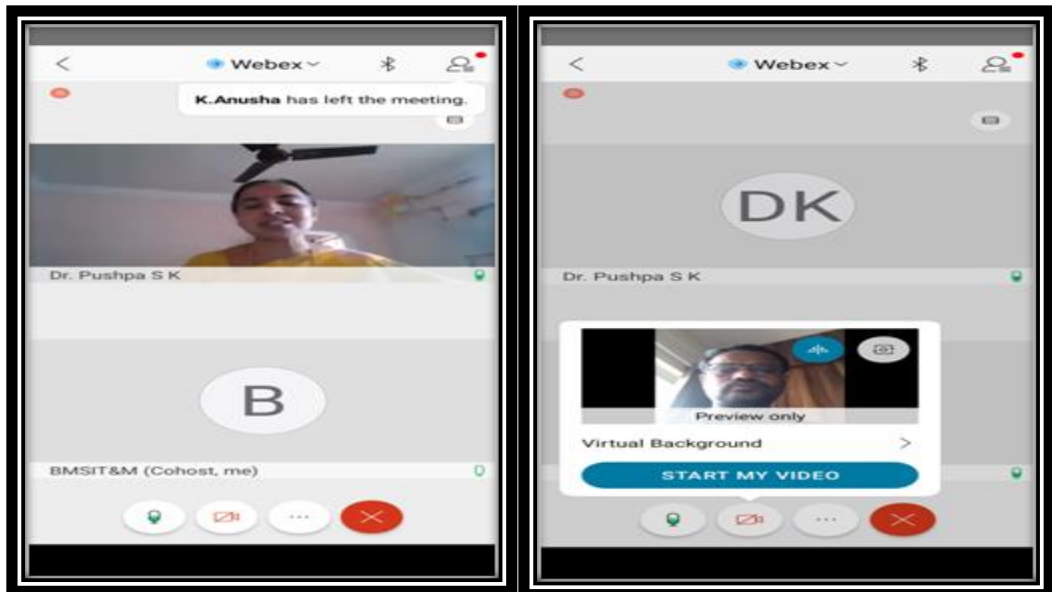 Webex
K.Anusha has left the meeting.
Dr. Pushpa S K
B
BMSIT&M (Cohost, me)
Webex
DK
Dr. Pushpa S K
Preview only
Virtual Background
START MY VIDEO